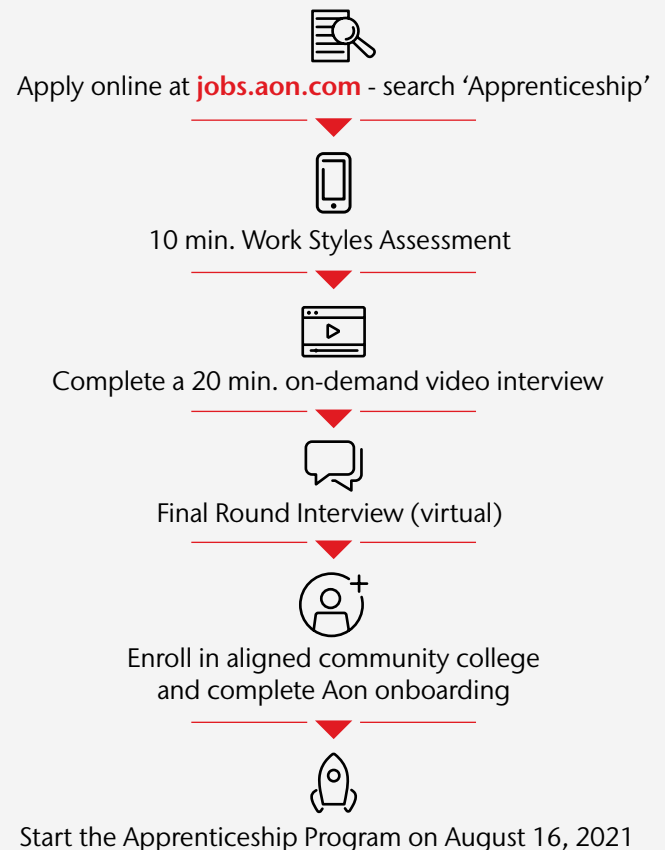 Apply online at jobs.aon.com - search ‘Apprenticeship’
10 min. Work Styles Assessment
Complete a 20 min. on-demand video interview
Final Round Interview (virtual)
Enroll in aligned community college
and complete Aon onboarding
Start the Apprenticeship Program on August 16, 2021